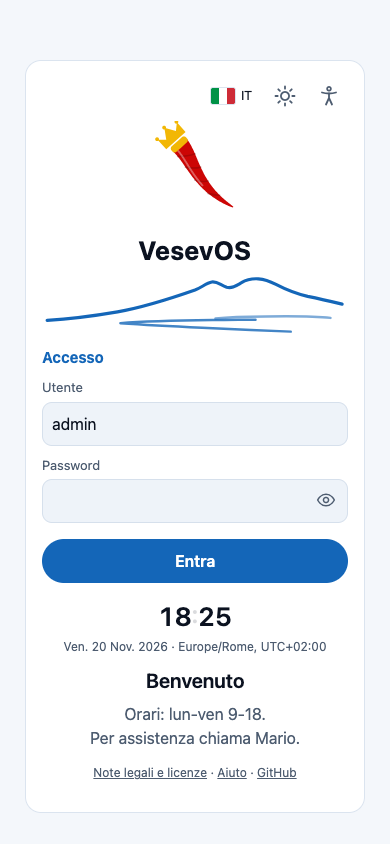 IT
VesevOS
Accesso
Utente
admin
Password
Entra
18:25
Ven. 20 Nov. 2026 · Europe/Rome, UTC+02:00
Benvenuto
Orari: lun-ven 9-18.
Per assistenza chiama Mario.
Note legali e licenze · Aiuto · GitHub